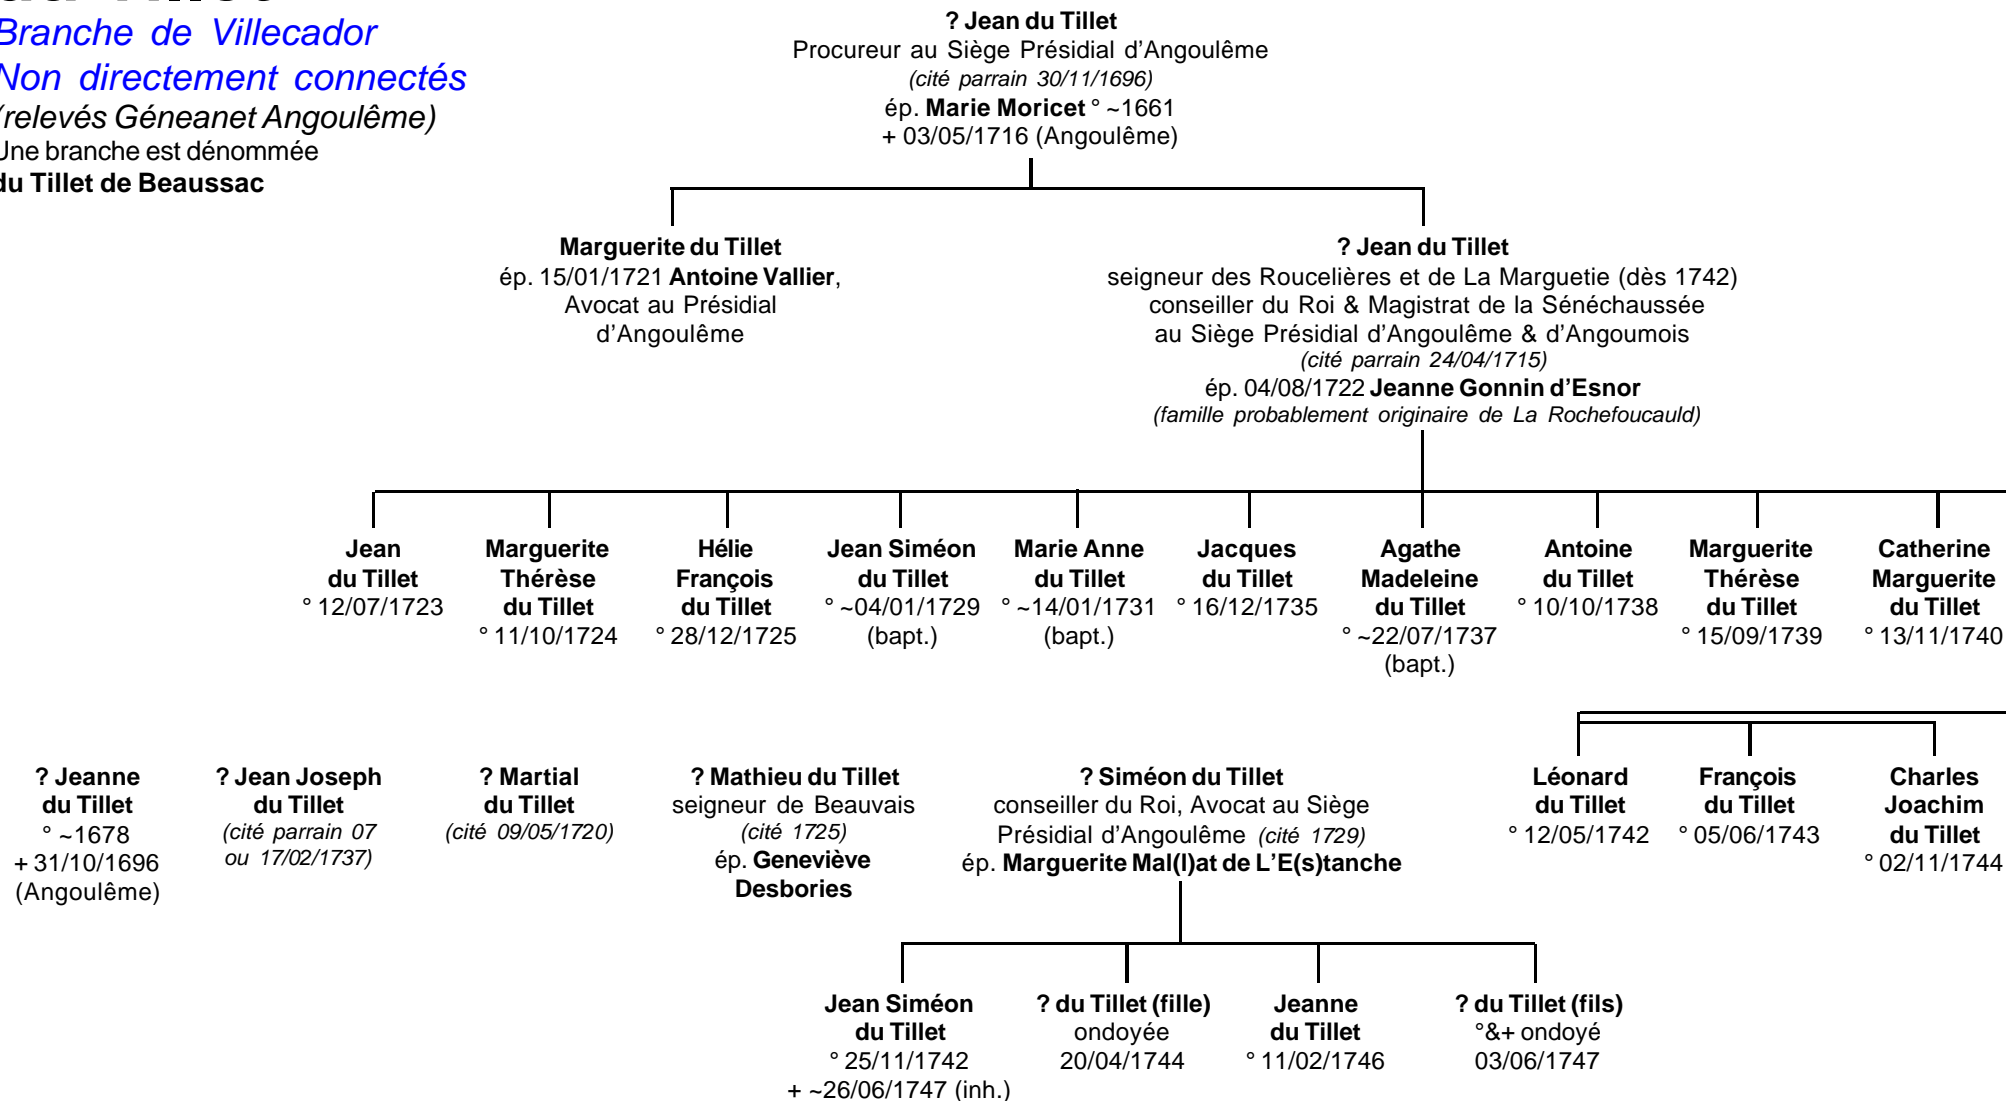 Branche de Villecador
Non directement connectés
(relevés Géneanet Angoulême)
Une branche est dénommée
du Tillet de Beaussac
? Jean du Tillet
Procureur au Siège Présidial d'Angoulême
(cité parrain 30/11/1696)
ép. Marie Moricet ° ~1661
+ 03/05/1716 (Angoulême)
Marguerite du Tillet
ép. 15/01/1721 Antoine Vallier,
Avocat au Présidial
d'Angoulême
? Jean du Tillet
seigneur des Roucelières et de La Marguetie (dès 1742)
conseiller du Roi & Magistrat de la Sénéchaussée
au Siège Présidial d'Angoulême & d'Angoumois
(cité parrain 24/04/1715)
ép. 04/08/1722 Jeanne Gonnin d'Esnor
(famille probablement originaire de La Rochefoucauld)
Jean
du Tillet
° 12/07/1723
Marguerite
Thérèse
du Tillet
° 11/10/1724
Hélie
François
du Tillet
° 28/12/1725
Jean Siméon
du Tillet
° ~04/01/1729
(bapt.)
Marie Anne
du Tillet
° ~14/01/1731
(bapt.)
Jacques
du Tillet
° 16/12/1735
Agathe
Madeleine
du Tillet
° ~22/07/1737
(bapt.)
Antoine
du Tillet
° 10/10/1738
Marguerite
Thérèse
du Tillet
° 15/09/1739
Catherine
Marguerite
du Tillet
° 13/11/1740
? Jeanne
du Tillet
° ~1678
+ 31/10/1696
(Angoulême)
? Jean Joseph
du Tillet
(cité parrain 07
ou 17/02/1737)
? Martial
du Tillet
(cité 09/05/1720)
? Mathieu du Tillet
seigneur de Beauvais
(cité 1725)
ép. Geneviève
Desbories
? Siméon du Tillet
conseiller du Roi, Avocat au Siège
Présidial d'Angoulême (cité 1729)
ép. Marguerite Mal(l)at de L'E(s)tanche
Léonard
du Tillet
° 12/05/1742
François
du Tillet
° 05/06/1743
Charles
Joachim
du Tillet
° 02/11/1744
Jean Siméon
du Tillet
° 25/11/1742
+ ~26/06/1747 (inh.)
? du Tillet (fille)
ondoyée
20/04/1744
Jeanne
du Tillet
° 11/02/1746
? du Tillet (fils)
°&+ ondoyé
03/06/1747